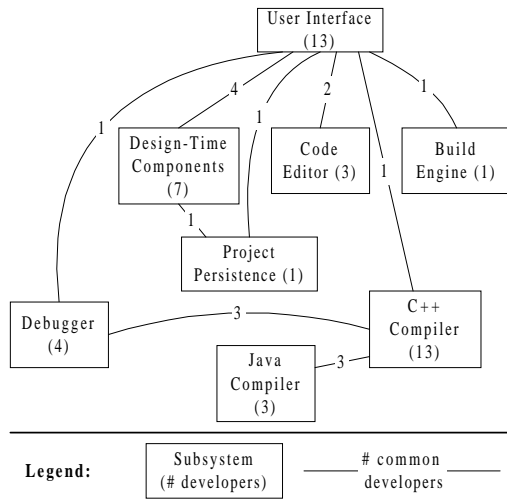 User Interface
(13)
4
2
1
1
1
Design-Time
Components
(7)
Code
Editor (3)
Build
Engine (1)
1
1
Project
Persistence (1)
Debugger
(4)
3
C++
Compiler
(13)
Java
Compiler
(3)
3
Legend:
Subsystem
(# developers)
# common
developers